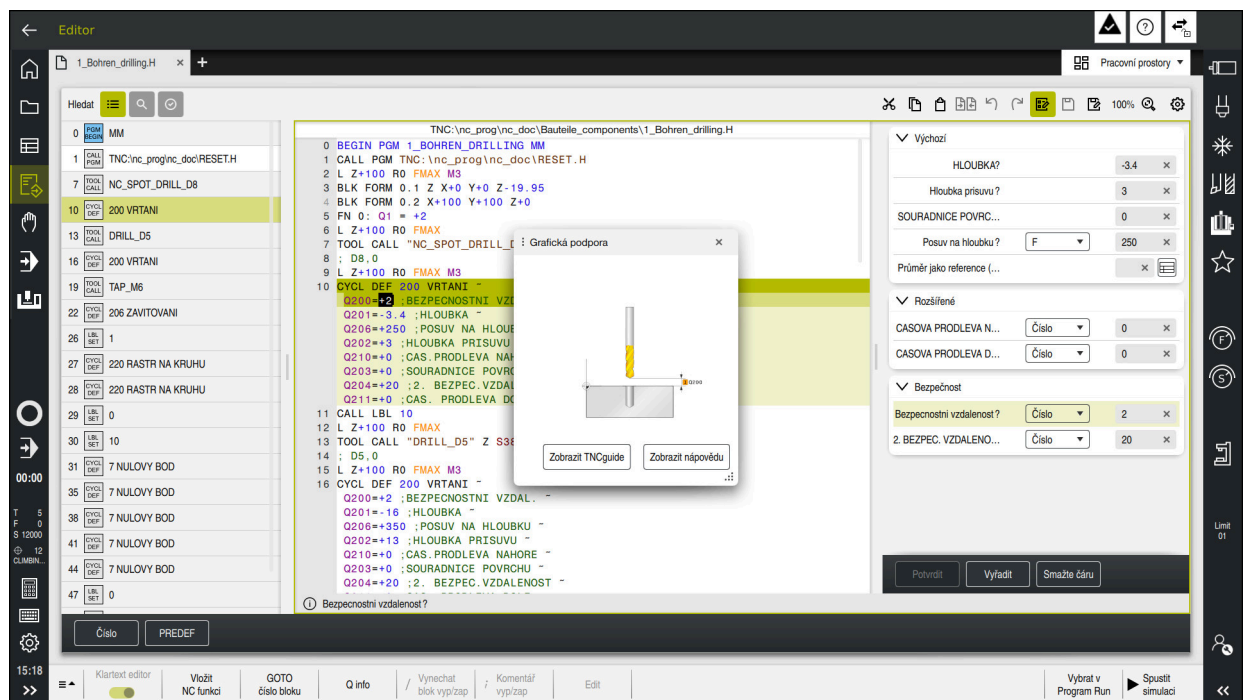 Editor
1_Bohren_drilling.H × +
Pracovní prostory
Hledat
100%
0 PGM BEGIN MM
1 CALL PGM TNC:\nc_prog\nc_doc\RESET.H
7 TOOL CALL NC_SPOT_DRILL_D8
10 CYCL DEF 200 VRTANI
13 TOOL CALL DRILL_D5
16 CYCL DEF 200 VRTANI
19 TOOL CALL TAP_M6
22 CYCL DEF 206 ZAVITOVANI
26 LBL SET 1
27 CYCL DEF 220 RASTR NA KRUHU
28 CYCL DEF 220 RASTR NA KRUHU
29 LBL SET 0
30 LBL SET 10
31 CYCL DEF 7 NULOVY BOD
35 CYCL DEF 7 NULOVY BOD
38 CYCL DEF 7 NULOVY BOD
41 CYCL DEF 7 NULOVY BOD
44 CYCL DEF 7 NULOVY BOD
47 LBL SET 0
TNC:\nc_prog\nc_doc\Bauteile_components\1_Bohren_drilling.H
0 BEGIN PGM 1_BOHREN_DRILLING MM
1 CALL PGM TNC:\nc_prog\nc_doc\RESET.H
2 L Z+100 R0 FMAX M3
3 BLK FORM 0.1 Z X+0 Y+0 Z-19.95
4 BLK FORM 0.2 X+100 Y+100 Z+0
5 FN 0: Q1 = +2
6 L Z+100 R0 FMAX
7 TOOL CALL "NC_SPOT_DRILL_
8 ; D8,0
9 L Z+100 R0 FMAX M3
10 CYCL DEF 200 VRTANI ~
Q200=+2 ;BEZPECNOSTNI VZD
Q201=-3.4 ;HLOUBKA ~
Q206=+250 ;POSUV NA HLOUB
Q202=+3 ;HLOUBKA PRISUVU
Q210=+0 ;CAS.PRODLEVA NAH
Q203=+0 ;SOURADNICE POVRC
Q204=+20 ;2. BEZPEC.VZDAL
Q211=+0 ;CAS. PRODLEVA DO
11 CALL LBL 10
12 L Z+100 R0 FMAX
13 TOOL CALL "DRILL_D5" Z S38
14 ; D5,0
15 L Z+100 R0 FMAX M3
16 CYCL DEF 200 VRTANI ~
Q200=+2 ;BEZPECNOSTNI VZDAL. ~
Q201=-16 ;HLOUBKA ~
Q206=+350 ;POSUV NA HLOUBKU ~
Q202=+13 ;HLOUBKA PRISUVU ~
Q210=+0 ;CAS.PRODLEVA NAHORE ~
Q203=+0 ;SOURADNICE POVRCHU ~
Q204=+20 ;2. BEZPEC.VZDALENOST ~
Bezpecnostni vzdalenost?
Grafická podpora ×
Q200
Zobrazit TNCguide
Zobrazit nápovědu
Výchozí
HLOUBKA? -3.4 ×
Hloubka prisuvu? 3 ×
SOURADNICE POVRC... 0 ×
Posuv na hloubku? F 250 ×
Průměr jako reference (... ×
Rozšířené
CASOVA PRODLEVA N... Číslo 0 ×
CASOVA PRODLEVA D... Číslo 0 ×
Bezpečnost
Bezpecnostni vzdalenost? Číslo 2 ×
2. BEZPEC. VZDALENO... Číslo 20 ×
Potvrdit
Vyřadit
Smažte čáru
00:00
T 5
F 0
S 12000
12
CLIMBIN...
15:18
F
S
Limit
01
Číslo
PREDEF
Klartext editor
Vložit
NC funkci
GOTO
číslo bloku
Q info
/ Vynechat
blok vyp/zap
; Komentář
vyp/zap
Edit
Vybrat v
Program Run
Spustit
simulaci